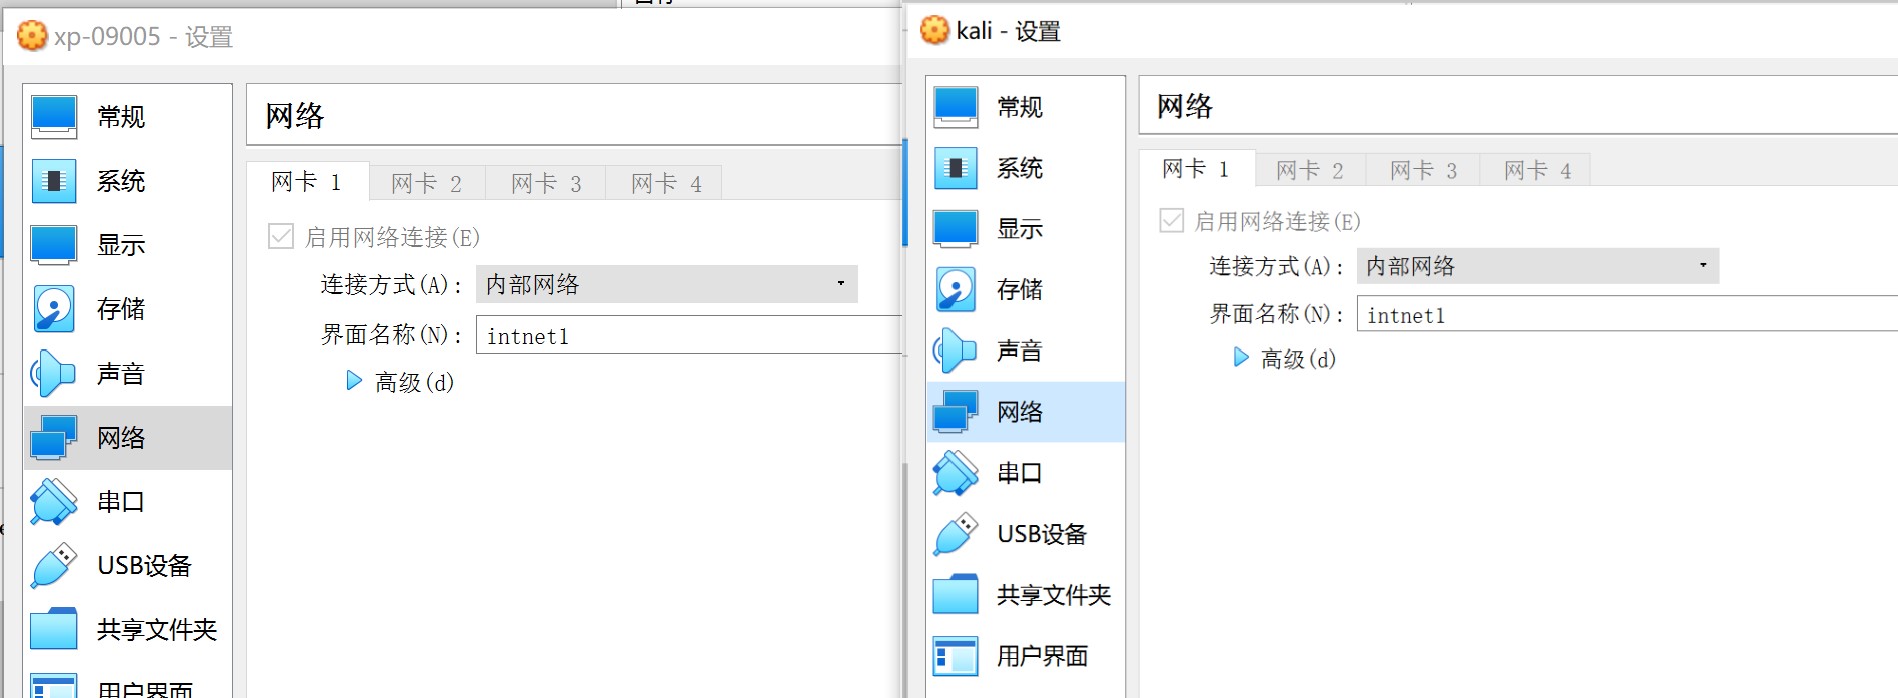 xp-09005 - 设置
常规
系统
显示
存储
声音
网络
串口
USB设备
共享文件夹
用户界面
网络
网卡 1
网卡 2
网卡 3
网卡 4
启用网络连接(E)
连接方式(A): 内部网络
界面名称(N): intnet1
高级(d)
kali - 设置
常规
系统
显示
存储
声音
网络
串口
USB设备
共享文件夹
用户界面
网络
网卡 1
网卡 2
网卡 3
网卡 4
启用网络连接(E)
连接方式(A): 内部网络
界面名称(N): intnet1
高级(d)